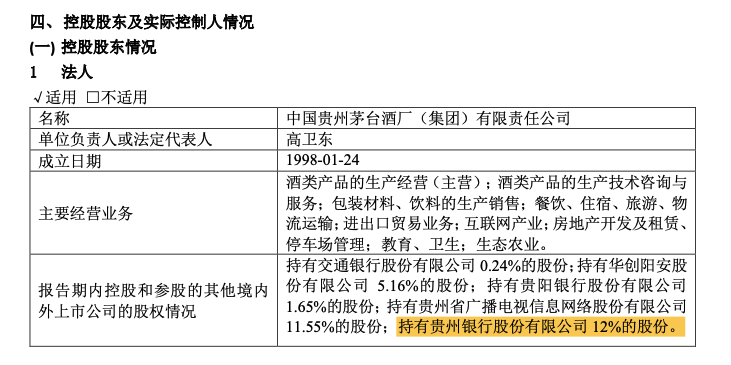 四、控股股东及实际控制人情况
(一) 控股股东情况
1 法人
√适用 □不适用
名称 中国贵州茅台酒厂（集团）有限责任公司
单位负责人或法定代表人 高卫东
成立日期 1998-01-24
主要经营业务
酒类产品的生产经营（主营）；酒类产品的生产技术咨询与
服务；包装材料、饮料的生产销售；餐饮、住宿、旅游、物
流运输；进出口贸易业务；互联网产业；房地产开发及租赁、
停车场管理；教育、卫生；生态农业。
报告期内控股和参股的其他境内
外上市公司的股权情况
持有交通银行股份有限公司 0.24%的股份；持有华创阳安股
份有限公司 5.16%的股份；持有贵阳银行股份有限公司
1.65%的股份；持有贵州省广播电视信息网络股份有限公司
11.55%的股份；持有贵州银行股份有限公司 12%的股份。